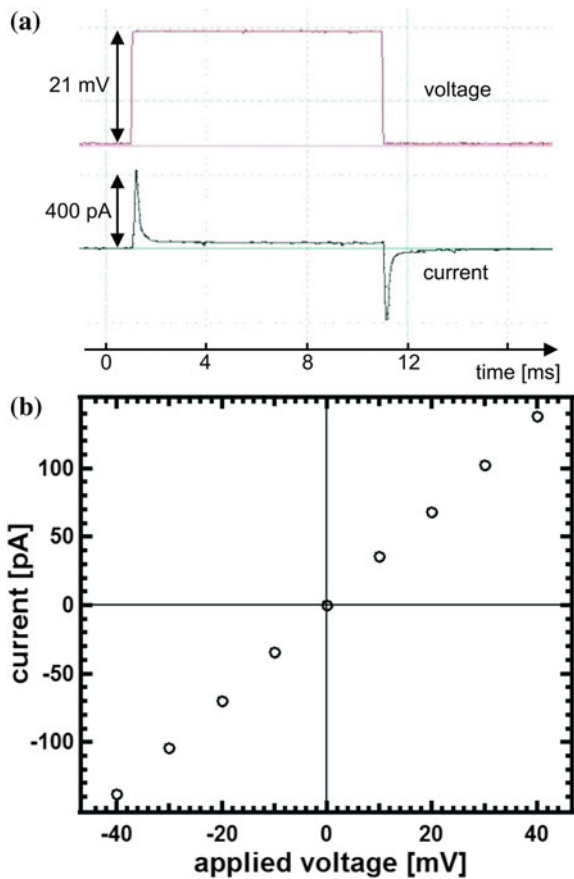 (a)
21 mV
voltage
400 pA
current
0 4 8 12
time [ms]
(b)
100
50
0
-50
-100
current [pA]
-40 -20 0 20 40
applied voltage [mV]